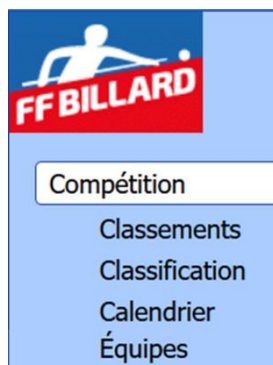 FF BILLARD
Compétition
Classements
Classification
Calendrier
Équipes